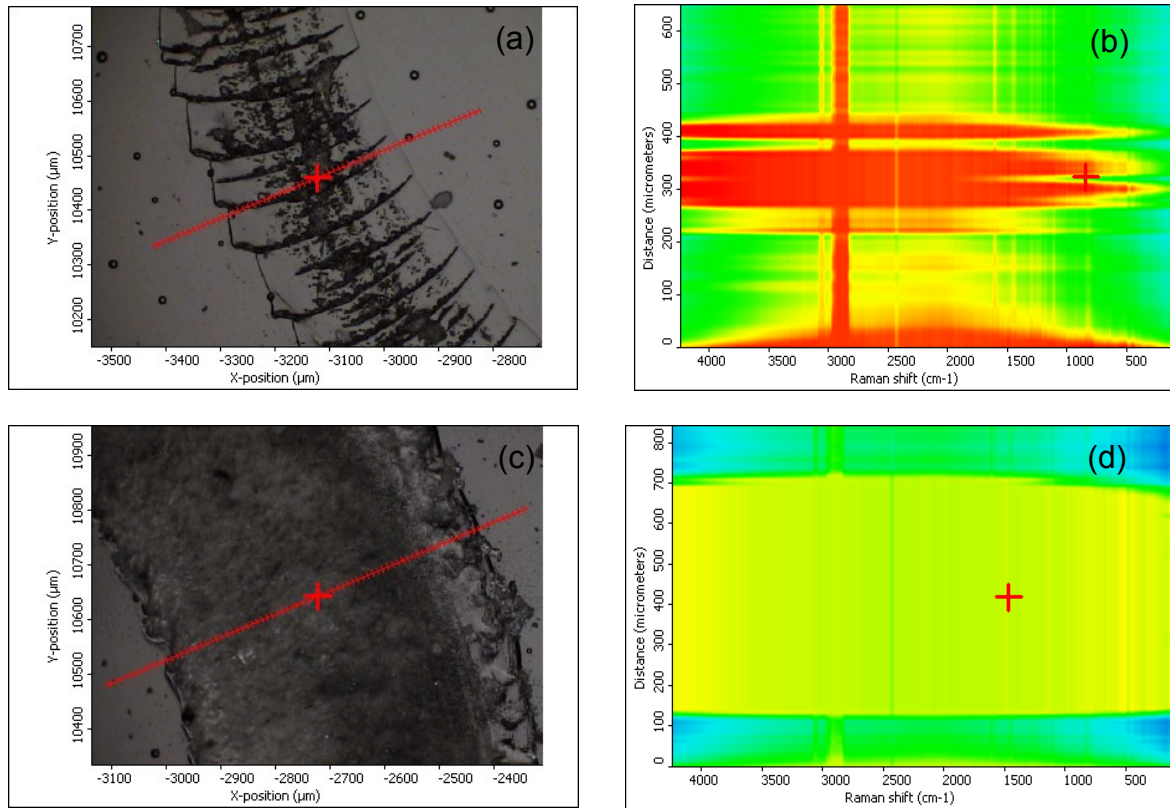 (a)
Y-position (µm)
10700
10600
10500
10400
10300
10200
-3500 -3400 -3300 -3200 -3100 -3000 -2900 -2800
X-position (µm)
(b)
Distance (micrometers)
600
500
400
300
200
100
0
4000 3500 3000 2500 2000 1500 1000 500
Raman shift (cm-1)
(c)
Y-position (µm)
10900
10800
10700
10600
10500
10400
-3100 -3000 -2900 -2800 -2700 -2600 -2500 -2400
X-position (µm)
(d)
Distance (micrometers)
800
700
600
500
400
300
200
100
0
4000 3500 3000 2500 2000 1500 1000 500
Raman shift (cm-1)